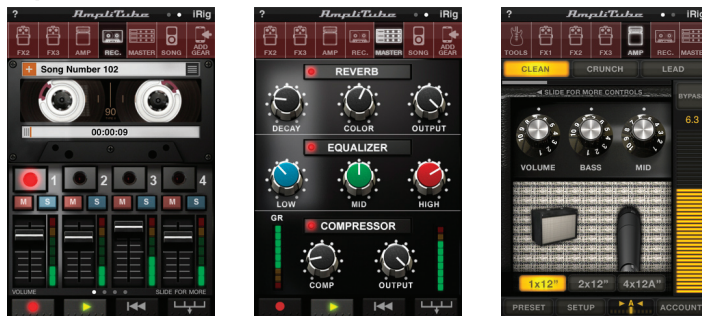 ? AmpliTube iRig
FX2 FX3 AMP REC. MASTER SONG ADD GEAR
+ Song Number 102
90
00:00:09
1 2 3 4
M S M S M S M S
VOLUME SLIDE FOR MORE
? AmpliTube iRig
FX2 FX3 AMP REC. MASTER SONG ADD GEAR
REVERB
DECAY COLOR OUTPUT
EQUALIZER
LOW MID HIGH
GR
COMPRESSOR
COMP OUTPUT
? AmpliTube iRig
TOOLS FX1 FX2 FX3 AMP REC. MASTER
CLEAN CRUNCH LEAD
SLIDE FOR MORE CONTROLS
BYPASS
6.3
VOLUME BASS MID
1x12" 2x12" 4x12A"
PRESET SETUP A ACCOUNT